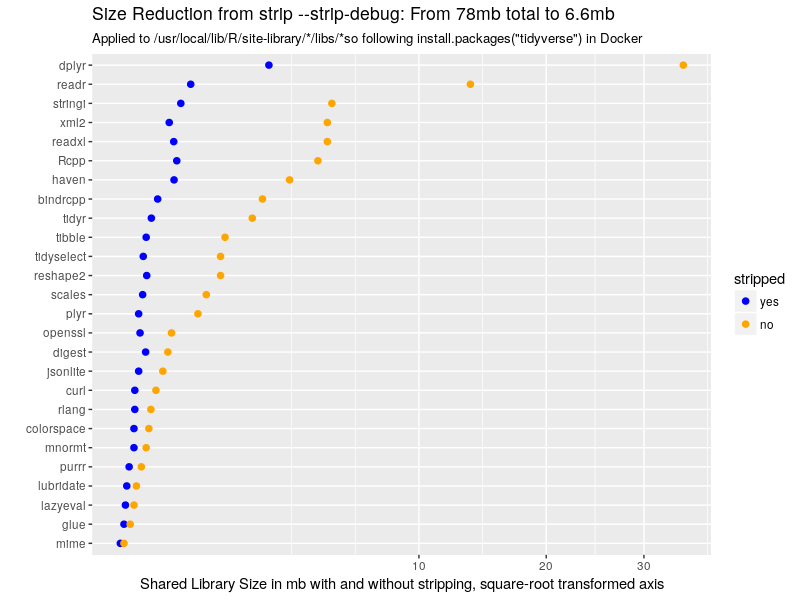 Size Reduction from strip --strip-debug: From 78mb total to 6.6mb
Applied to /usr/local/lib/R/site-library/*/libs/*so following install.packages("tidyverse") in Docker
dplyr
readr
stringi
xml2
readxl
Rcpp
haven
bindrcpp
tidyr
tibble
tidyselect
reshape2
scales
plyr
openssl
digest
jsonlite
curl
rlang
colorspace
mnormt
purrr
lubridate
lazyeval
glue
mime
10 20 30
Shared Library Size in mb with and without stripping, square-root transformed axis
stripped
yes
no